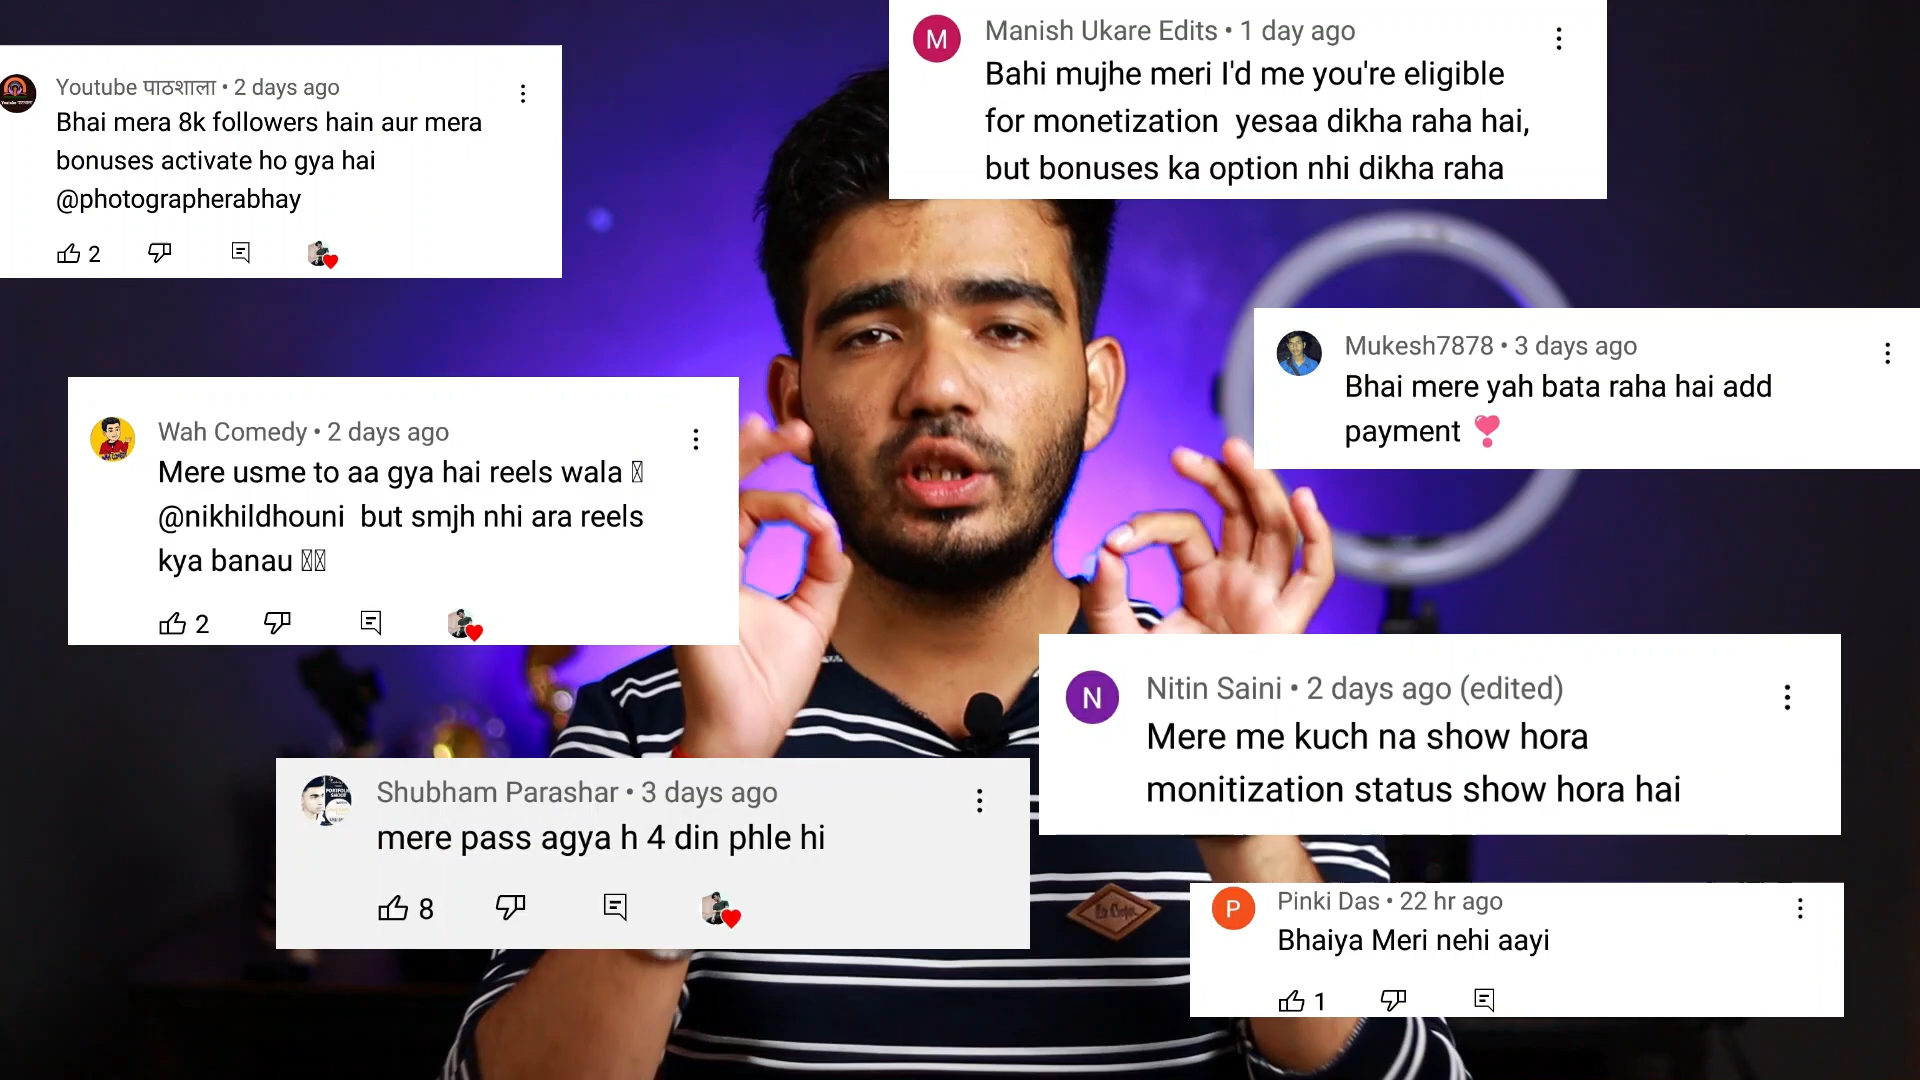 Youtube पाठशाला • 2 days ago
Bhai mera 8k followers hain aur mera
bonuses activate ho gya hai
@photographerabhay
2
M
Manish Ukare Edits • 1 day ago
Bahi mujhe meri I'd me you're eligible
for monetization yesaa dikha raha hai,
but bonuses ka option nhi dikha raha
Mukesh7878 • 3 days ago
Bhai mere yah bata raha hai add
payment ❣
Wah Comedy • 2 days ago
Mere usme to aa gya hai reels wala
@nikhildhouni but smjh nhi ara reels
kya banau
2
N
Nitin Saini • 2 days ago (edited)
Mere me kuch na show hora
monitization status show hora hai
Shubham Parashar • 3 days ago
mere pass agya h 4 din phle hi
8
P
Pinki Das • 22 hr ago
Bhaiya Meri nehi aayi
1